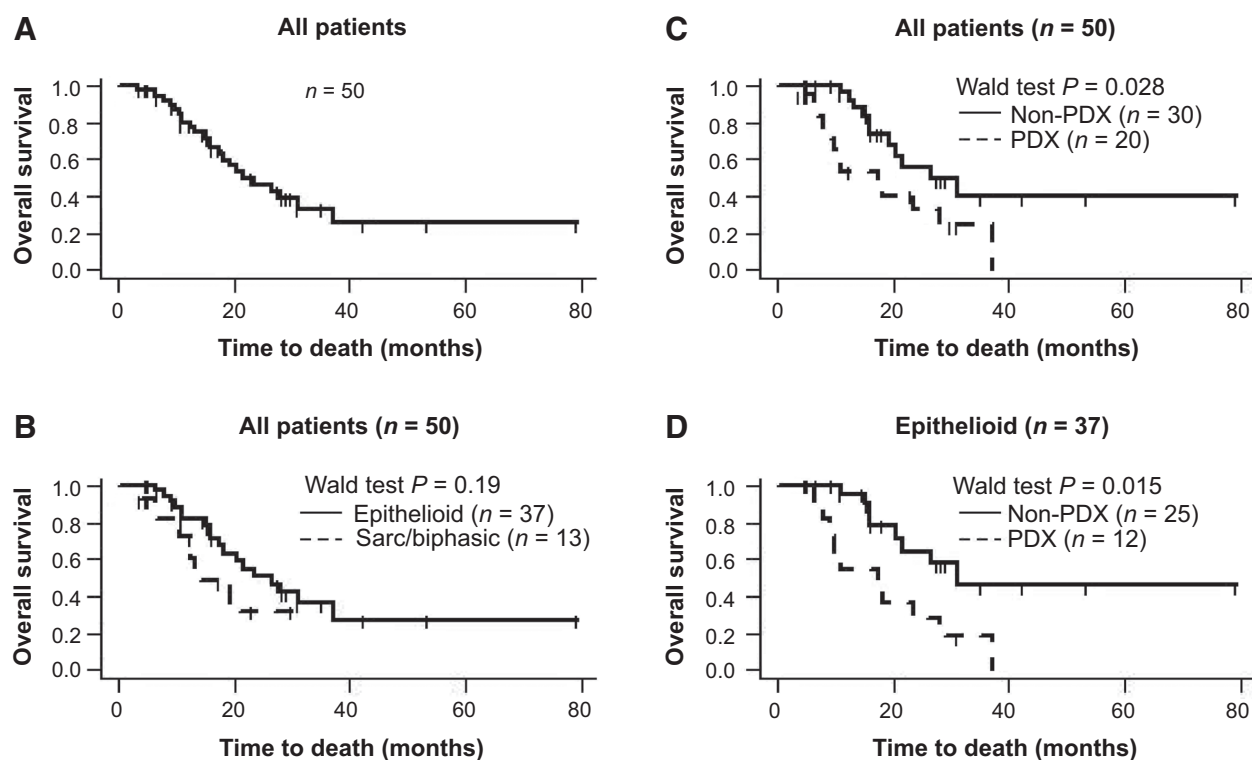 A
All patients
n = 50
Overall survival
1.0
0.8
0.6
0.4
0.2
0.0
0
20
40
60
80
Time to death (months)
B
All patients (n = 50)
Wald test P = 0.19
Epithelioid (n = 37)
Sarc/biphasic (n = 13)
Overall survival
1.0
0.8
0.6
0.4
0.2
0.0
0
20
40
60
80
Time to death (months)
C
All patients (n = 50)
Wald test P = 0.028
Non-PDX (n = 30)
PDX (n = 20)
Overall survival
1.0
0.8
0.6
0.4
0.2
0.0
0
20
40
60
80
Time to death (months)
D
Epithelioid (n = 37)
Wald test P = 0.015
Non-PDX (n = 25)
PDX (n = 12)
Overall survival
1.0
0.8
0.6
0.4
0.2
0.0
0
20
40
60
80
Time to death (months)